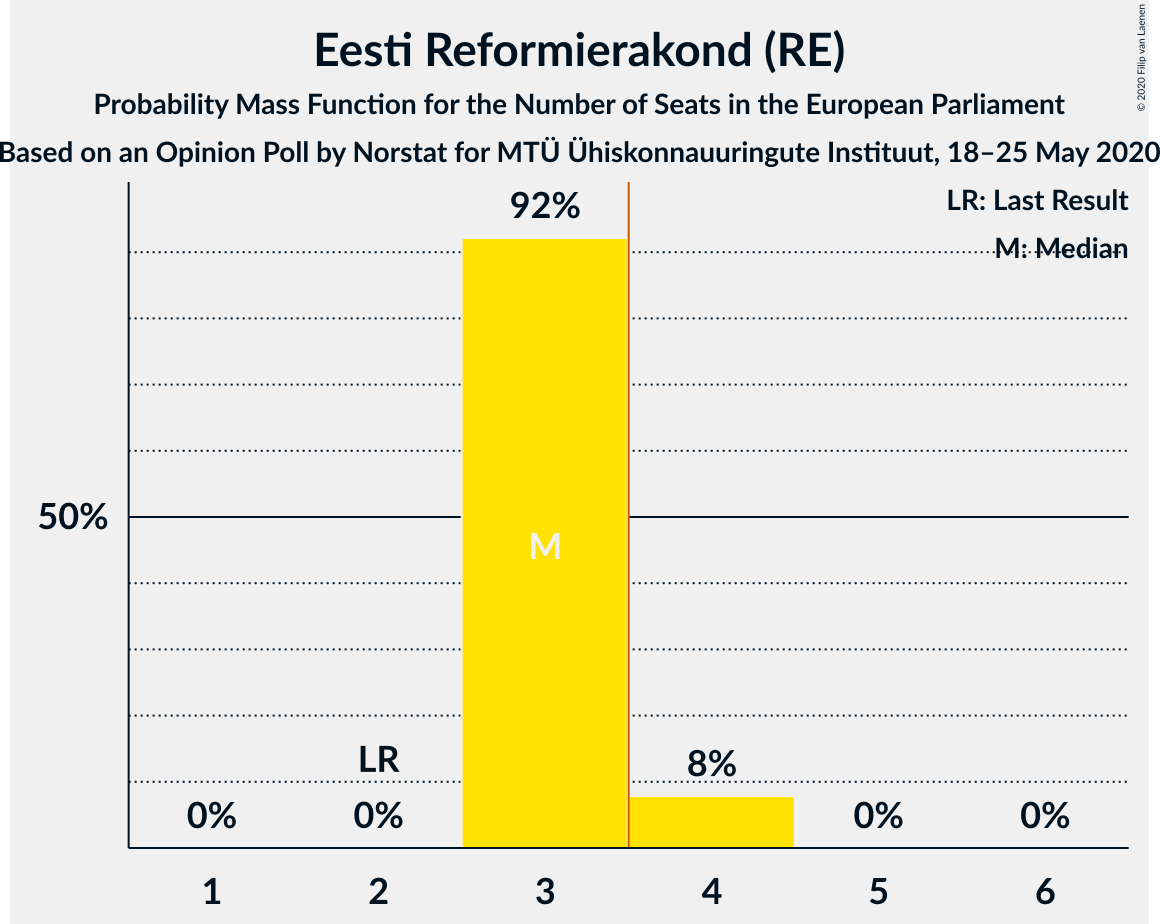 Eesti Reformierakond (RE)
Probability Mass Function for the Number of Seats in the European Parliament
Based on an Opinion Poll by Norstat for MTÜ Ühiskonnauuringute Instituut, 18–25 May 2020
© 2020 Filip van Laenen
LR: Last Result
M: Median
92%
50%
M
LR
8%
0% 0% 0% 0%
1 2 3 4 5 6